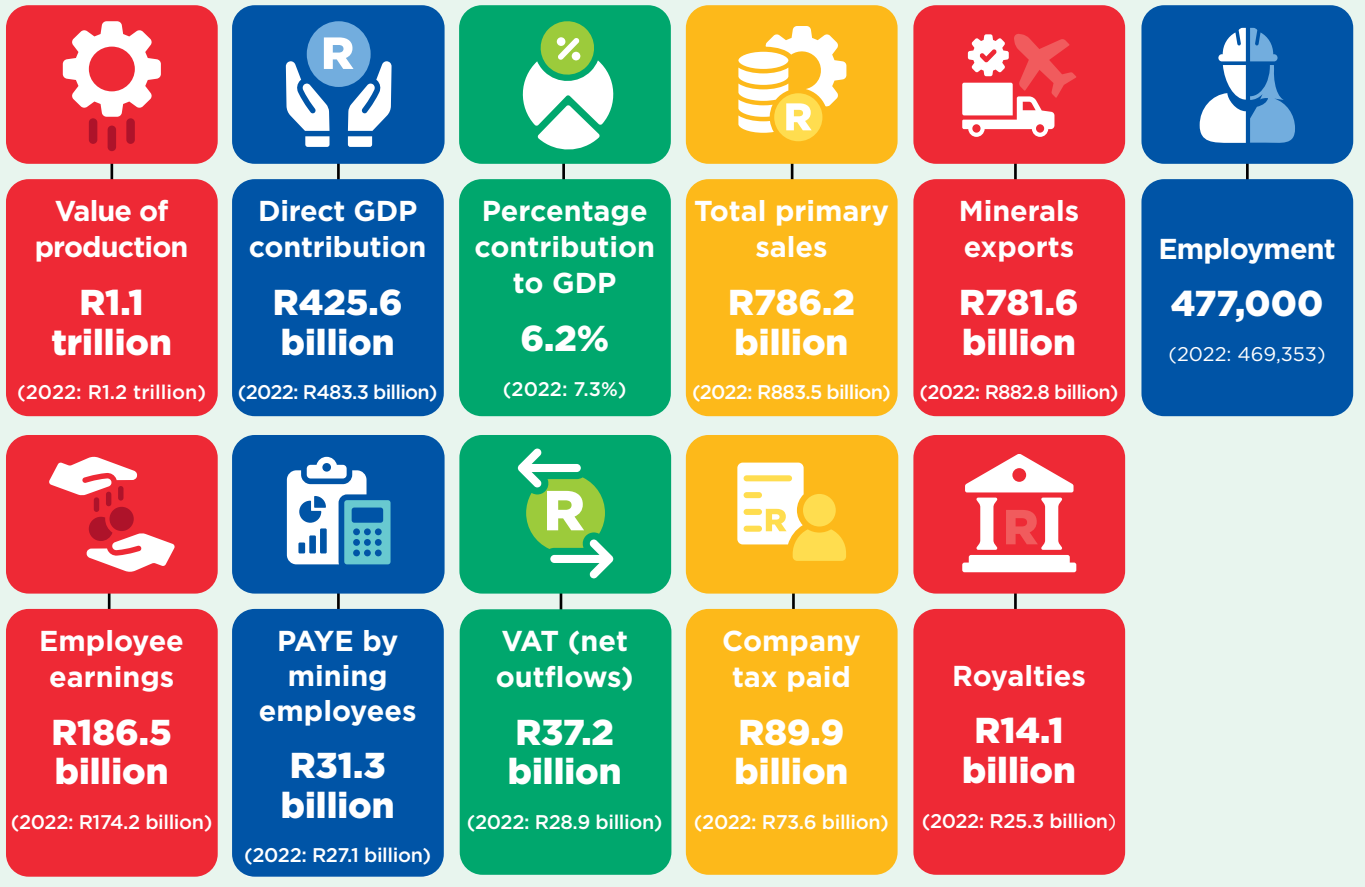 R
%
R
Value of
production
R1.1
trillion
(2022: R1.2 trillion)
Direct GDP
contribution
R425.6
billion
(2022: R483.3 billion)
Percentage
contribution
to GDP
6.2%
(2022: 7.3%)
Total primary
sales
R786.2
billion
(2022: R883.5 billion)
Minerals
exports
R781.6
billion
(2022: R882.8 billion)
Employment
477,000
(2022: 469,353)
R
R
R
Employee
earnings
R186.5
billion
(2022: R174.2 billion)
PAYE by
mining
employees
R31.3
billion
(2022: R27.1 billion)
VAT (net
outflows)
R37.2
billion
(2022: R28.9 billion)
Company
tax paid
R89.9
billion
(2022: R73.6 billion)
Royalties
R14.1
billion
(2022: R25.3 billion)